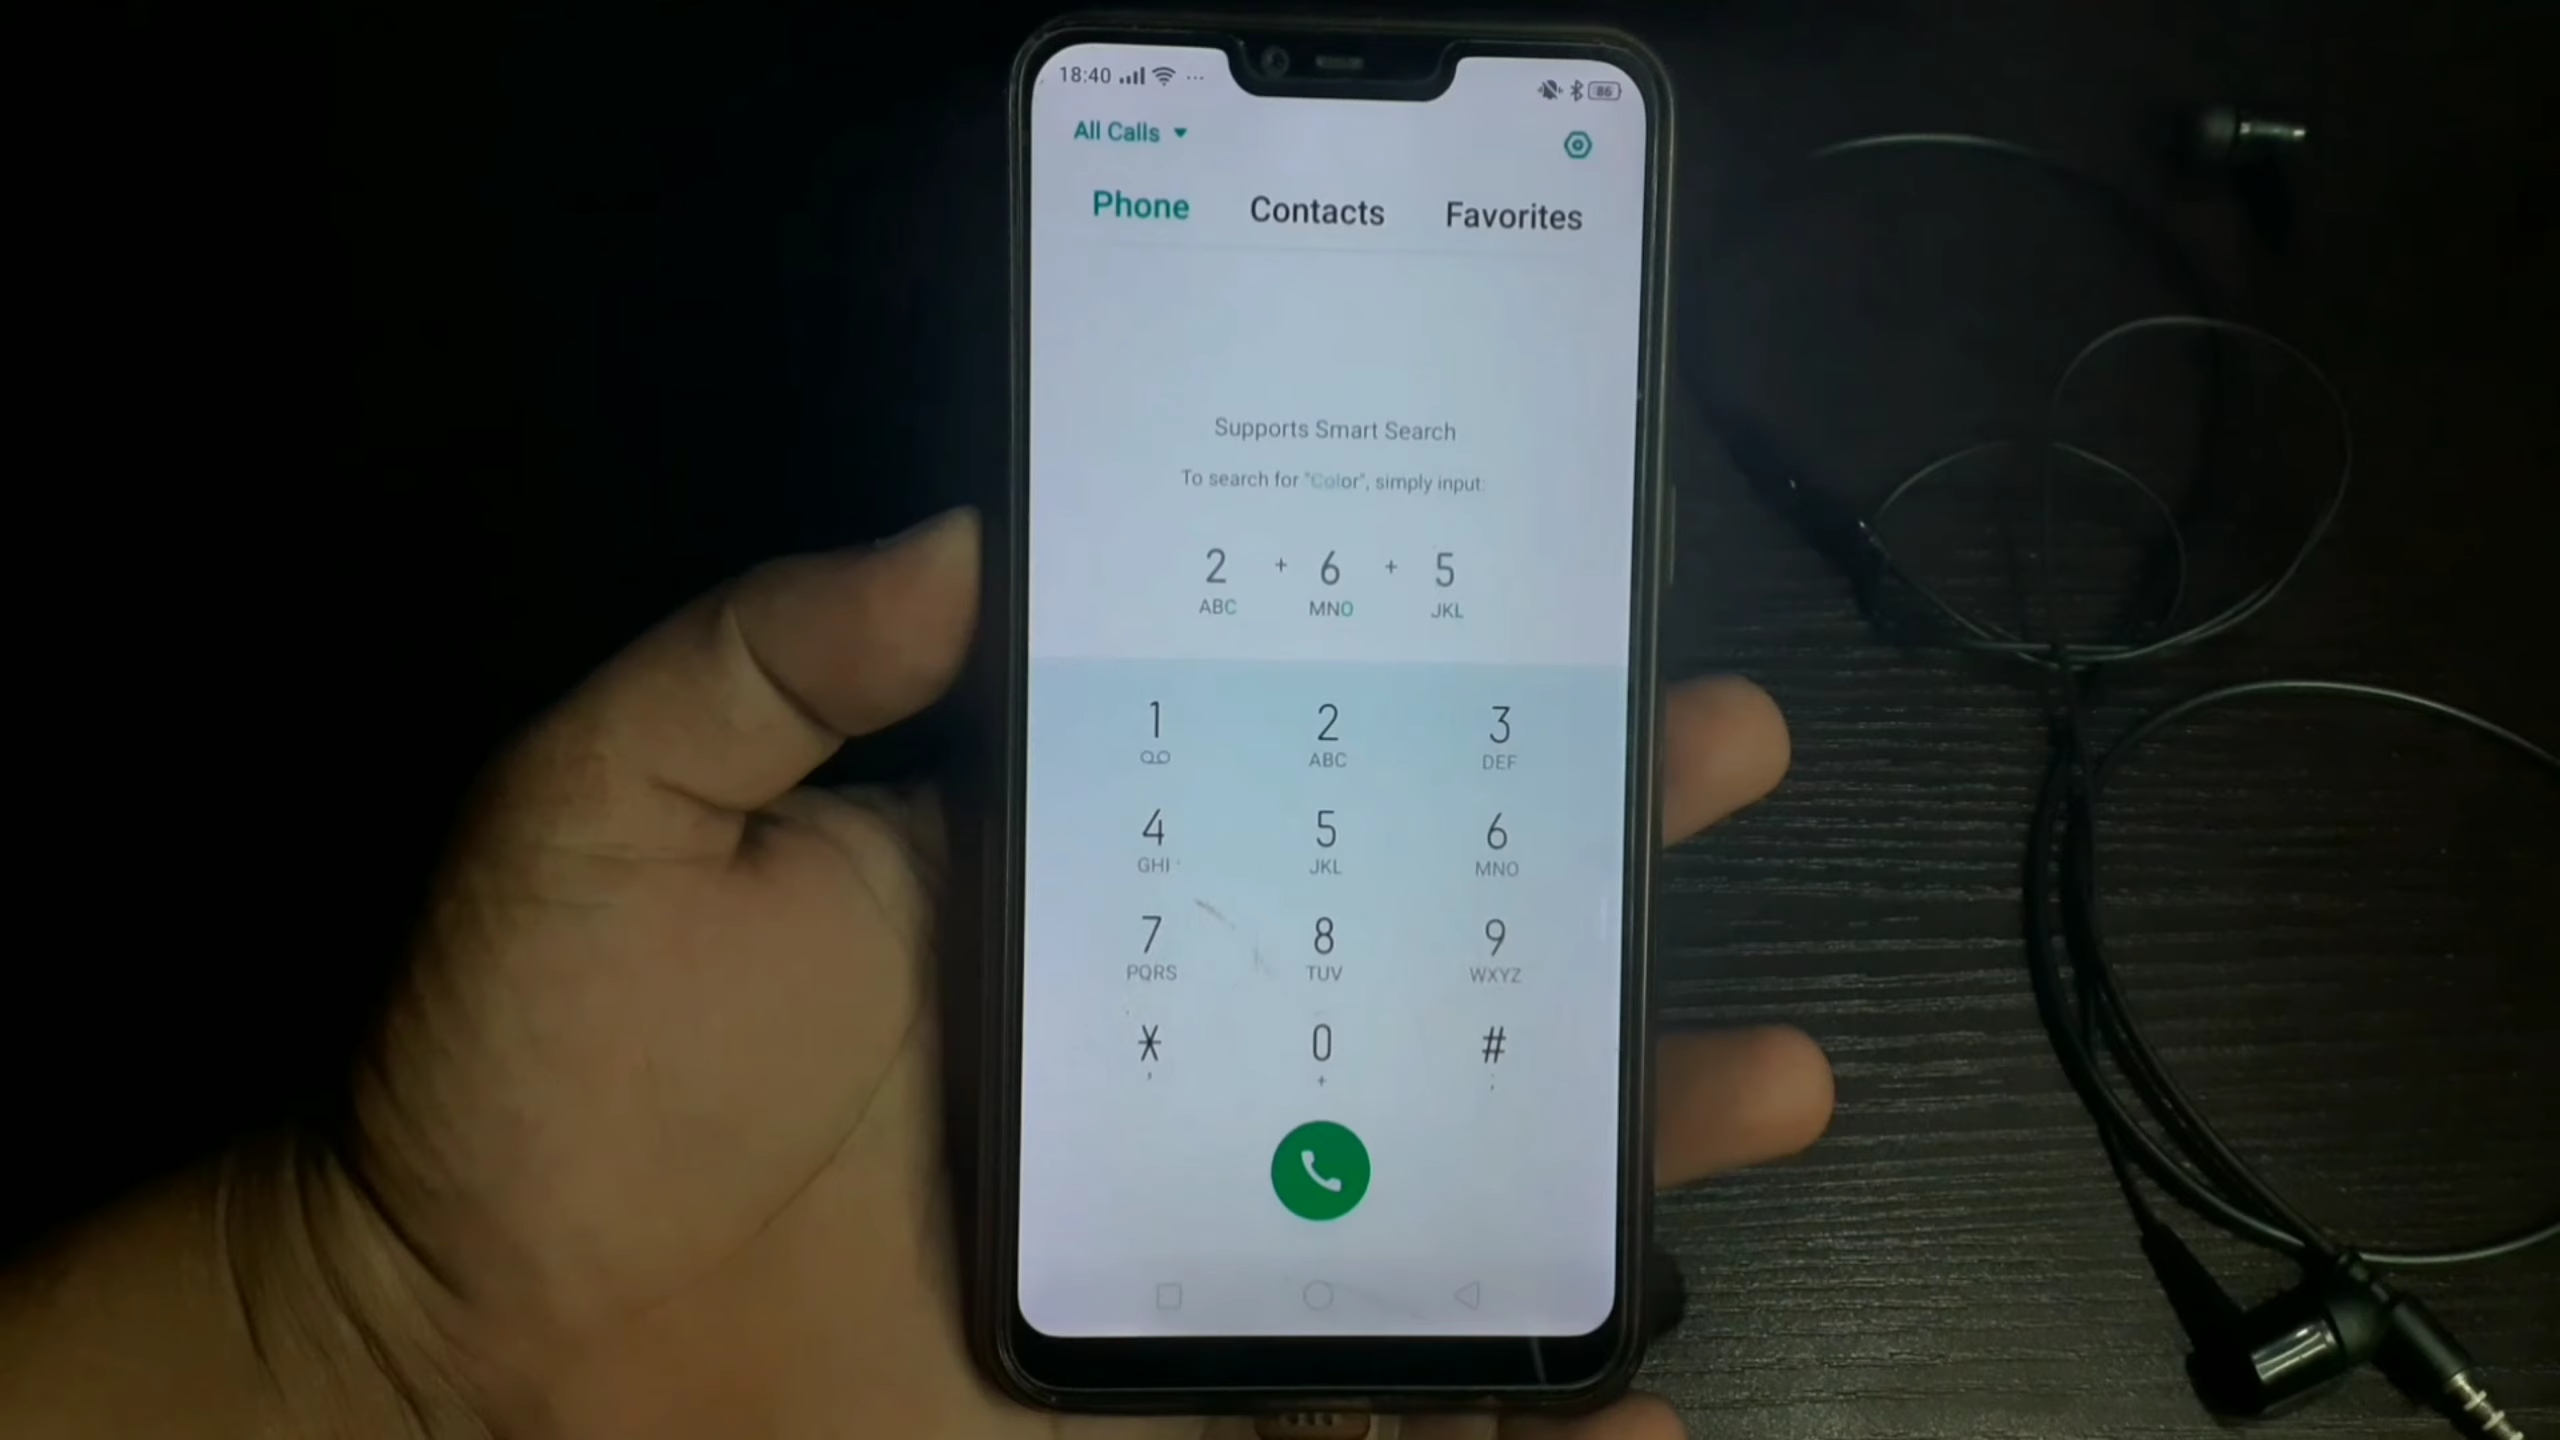 18:40 ... 86
All Calls
Phone Contacts Favorites
Supports Smart Search
To search for "Color", simply input:
2 + 6 + 5
ABC MNO JKL
1 2 3
ABC DEF
4 5 6
GHI JKL MNO
7 8 9
PQRS TUV WXYZ
* 0 #
, + ;